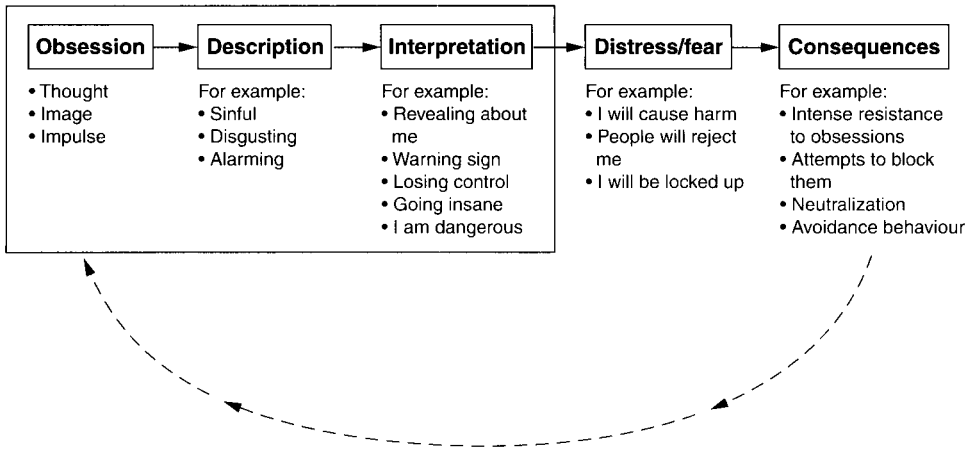 Obsession
• Thought
• Image
• Impulse
Description
For example:
• Sinful
• Disgusting
• Alarming
Interpretation
For example:
• Revealing about
me
• Warning sign
• Losing control
• Going insane
• I am dangerous
Distress/fear
For example:
• I will cause harm
• People will reject
me
• I will be locked up
Consequences
For example:
• Intense resistance
to obsessions
• Attempts to block
them
• Neutralization
• Avoidance behaviour